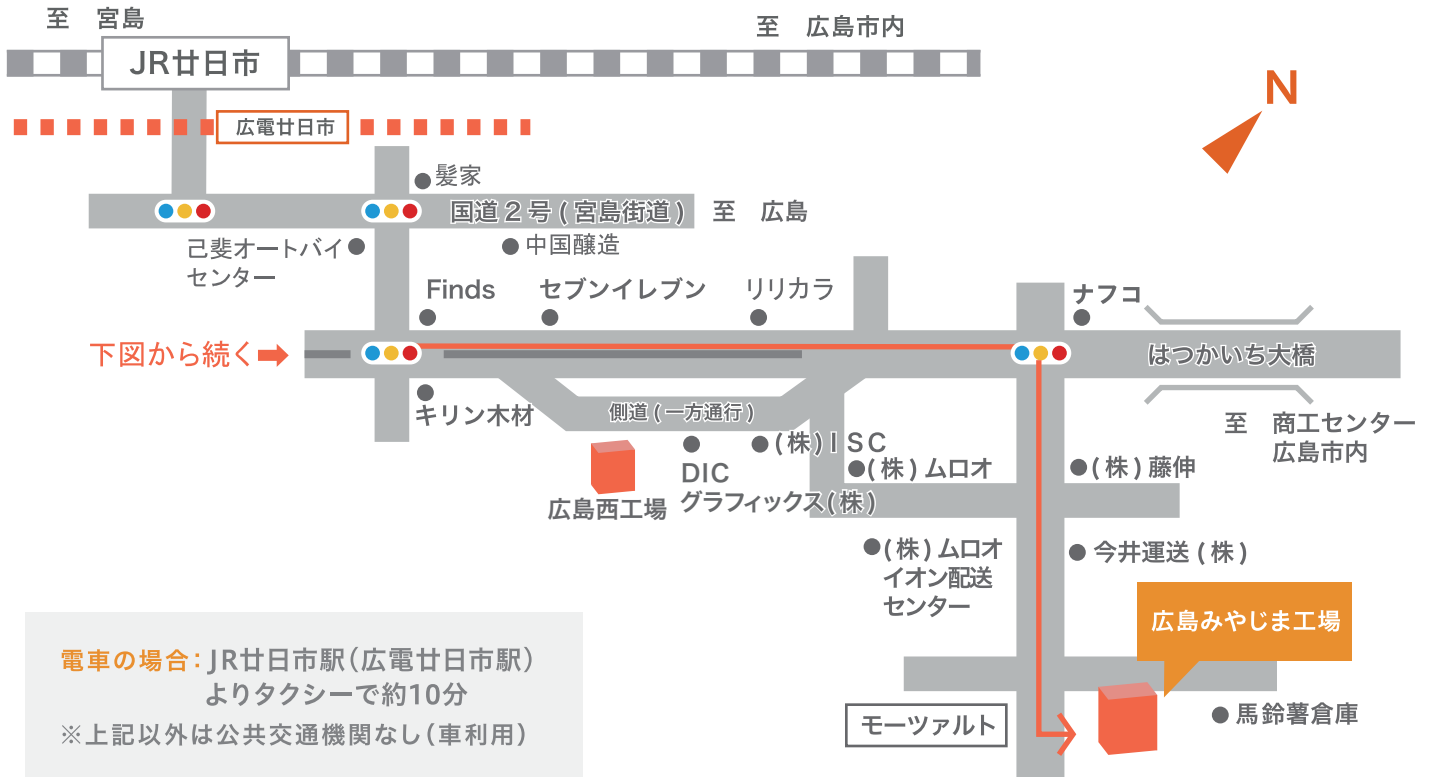 至　宮島
至　広島市内
JR廿日市
N
広電廿日市
髪家
国道２号(宮島街道)
至　広島
己斐オートバイ
センター
中国醸造
Finds
セブンイレブン
リリカラ
ナフコ
下図から続く
はつかいち大橋
キリン木材
側道(一方通行)
至　商工センター
広島市内
(株)ＩＳＣ
DIC
グラフィックス(株)
(株)ムロオ
(株)藤伸
広島西工場
(株)ムロオ
イオン配送
センター
今井運送(株)
広島みやじま工場
電車の場合：JR廿日市駅（広電廿日市駅）
よりタクシーで約10分
※上記以外は公共交通機関なし（車利用）
モーツァルト
馬鈴薯倉庫